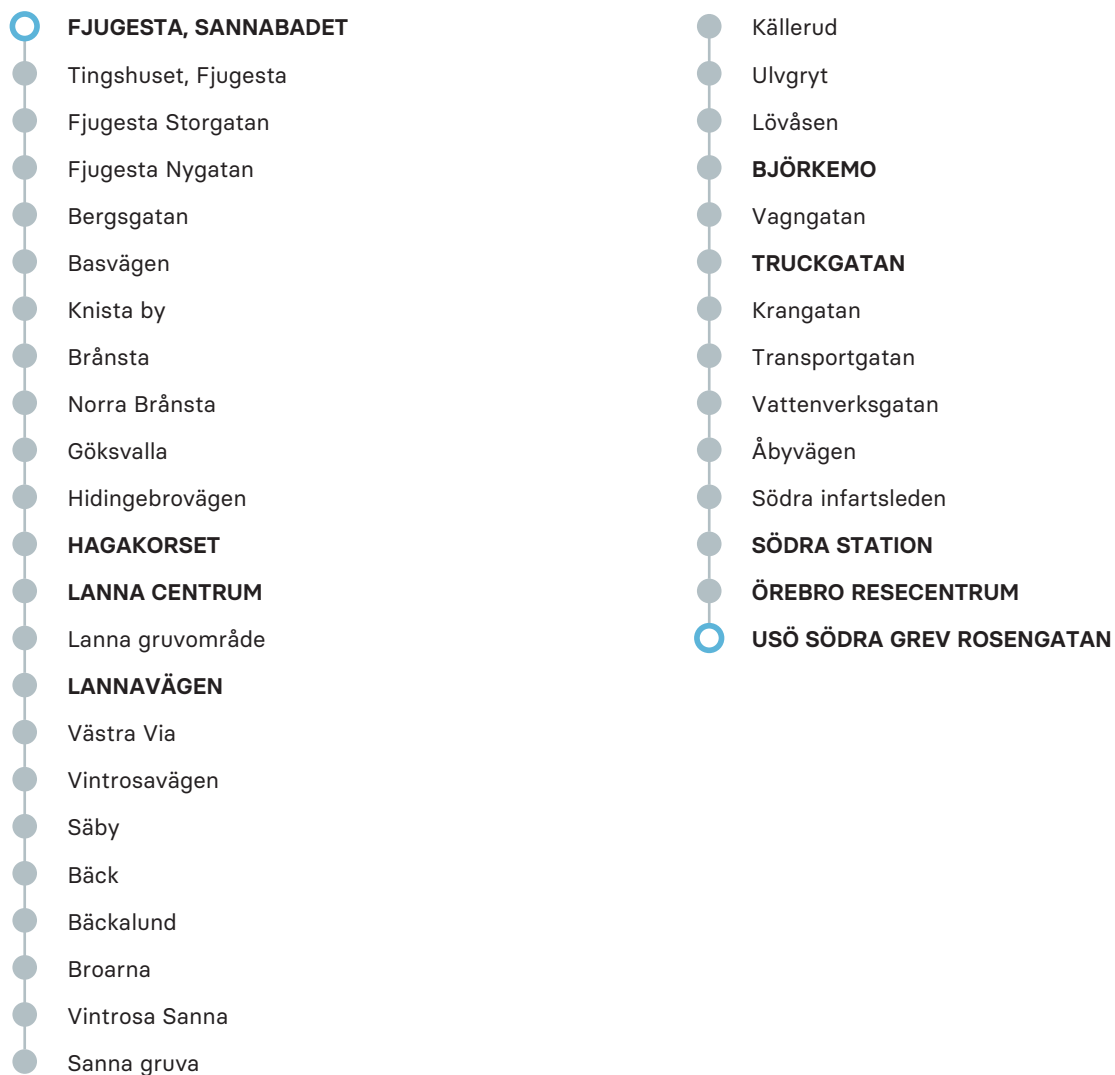 FJUGESTA, SANNABADET
Tingshuset, Fjugesta
Fjugesta Storgatan
Fjugesta Nygatan
Bergsgatan
Basvägen
Knista by
Brånsta
Norra Brånsta
Göksvalla
Hidingebrovägen
HAGAKORSET
LANNA CENTRUM
Lanna gruvområde
LANNAVÄGEN
Västra Via
Vintrosavägen
Säby
Bäck
Bäckalund
Broarna
Vintrosa Sanna
Sanna gruva
Källerud
Ulvgryt
Lövåsen
BJÖRKEMO
Vagngatan
TRUCKGATAN
Krangatan
Transportgatan
Vattenverksgatan
Åbyvägen
Södra infartsleden
SÖDRA STATION
ÖREBRO RESECENTRUM
USÖ SÖDRA GREV ROSENGATAN